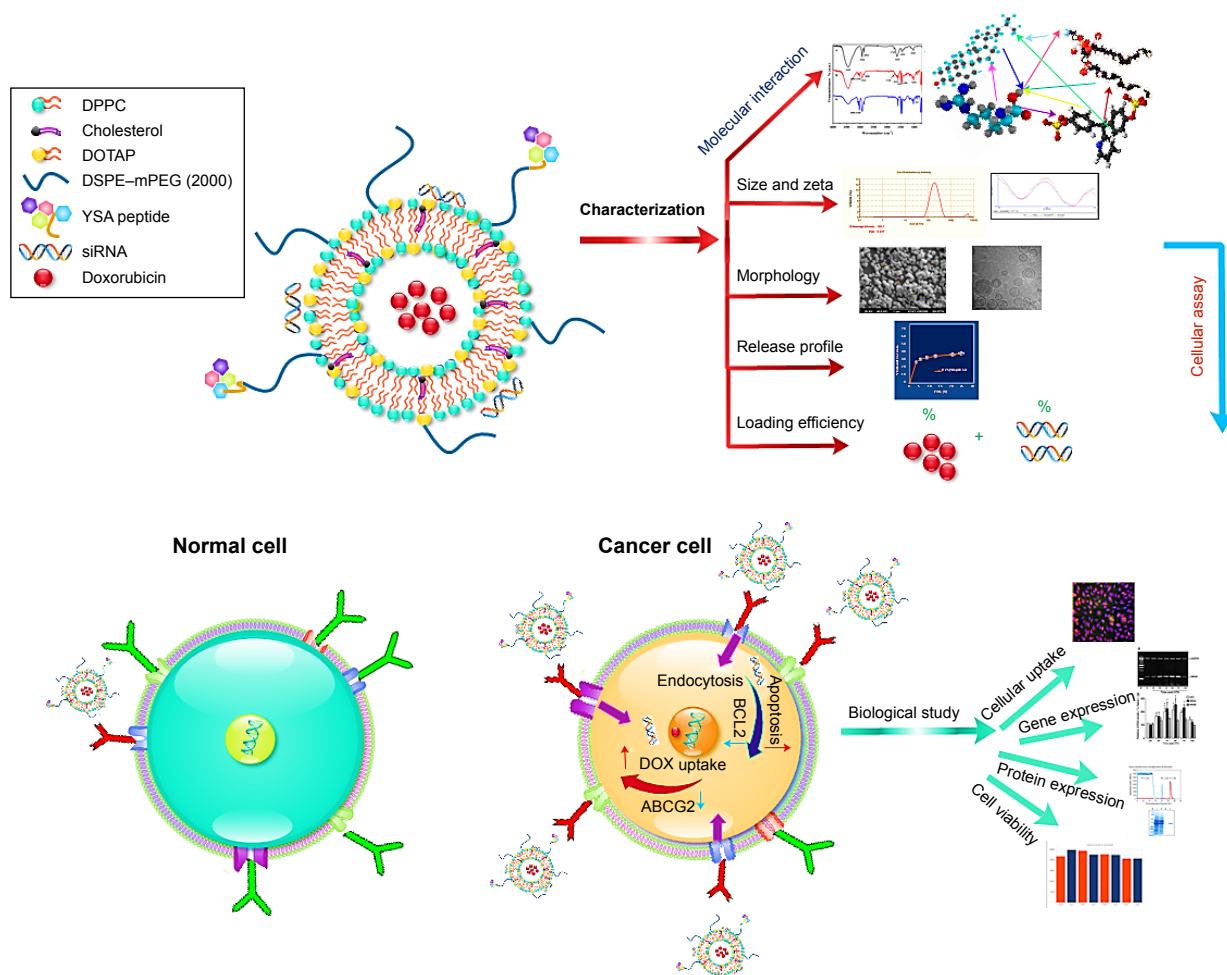 DPPC
Cholesterol
DOTAP
DSPE–mPEG (2000)
YSA peptide
siRNA
Doxorubicin
Characterization
Molecular interaction
Size and zeta
Morphology
Release profile
Loading efficiency
%
+
%
Cellular assay
Normal cell
Cancer cell
Endocytosis
Apoptosis
BCL2
DOX uptake
ABCG2
Biological study
Cellular uptake
Gene expression
Protein expression
Cell viability